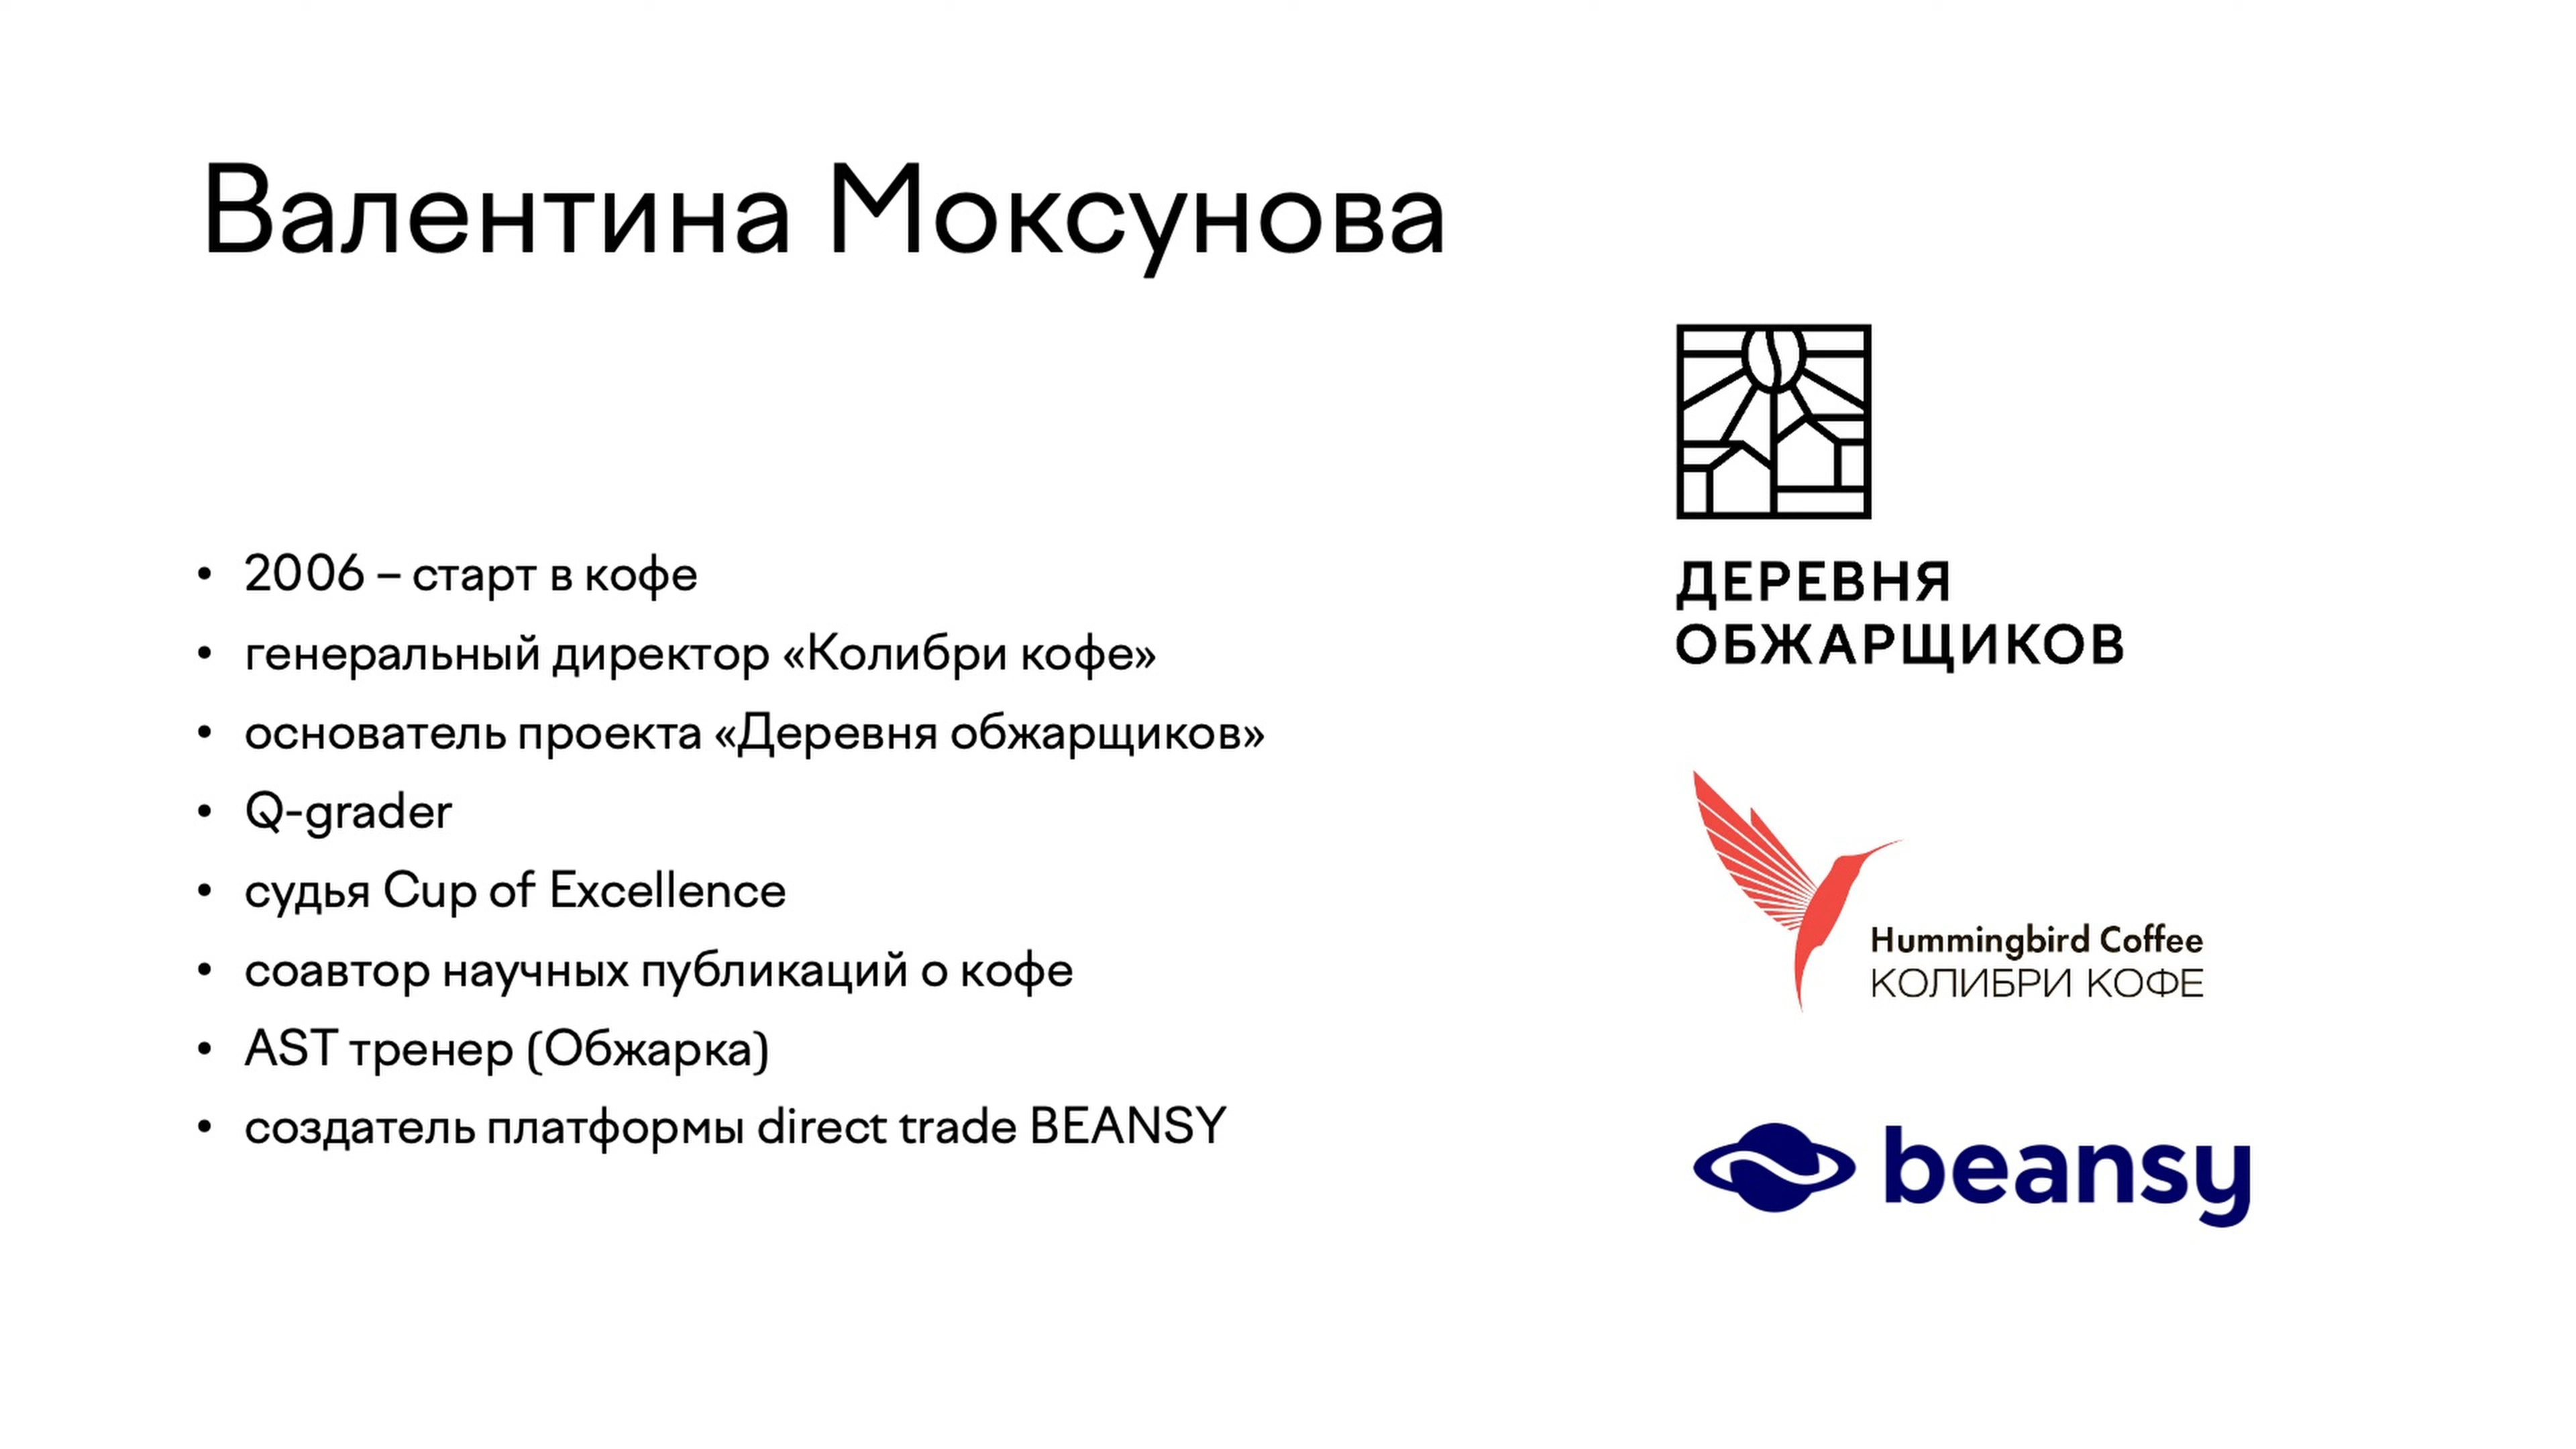 Валентина Моксунова
• 2006 – старт в кофе
• генеральный директор «Колибри кофе»
• основатель проекта «Деревня обжарщиков»
• Q-grader
• судья Cup of Excellence
• соавтор научных публикаций о кофе
• AST тренер (Обжарка)
• создатель платформы direct trade BEANSY
ДЕРЕВНЯ
ОБЖАРЩИКОВ
Hummingbird Coffee
КОЛИБРИ КОФЕ
beansy